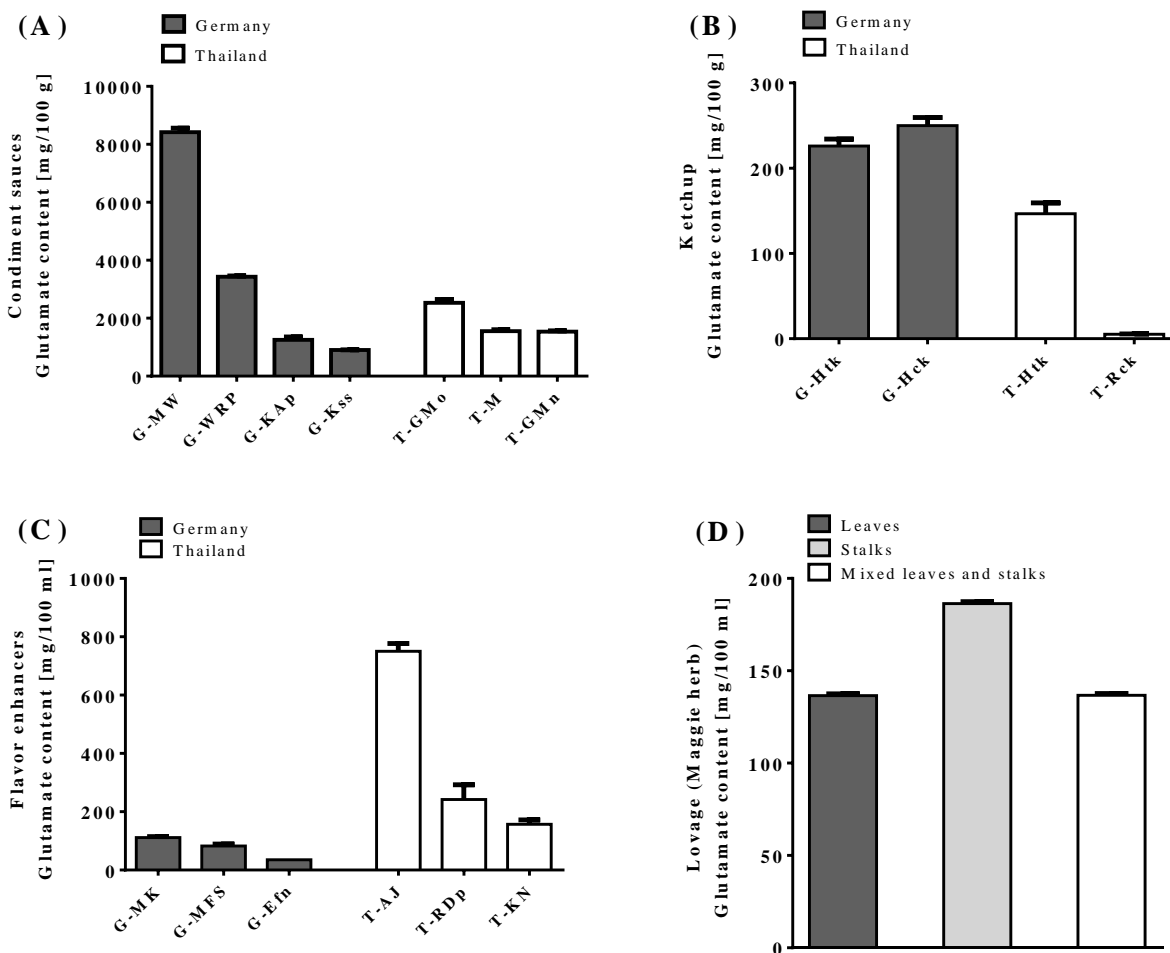 (A)
Germany
Thailand
Condiment sauces
Glutamate content [mg/100 g]
10000
8000
6000
4000
2000
0
G-MW
G-WRP
G-KAp
G-Kss
T-GMo
T-M
T-GMn
(B)
Germany
Thailand
Ketchup
Glutamate content [mg/100 g]
300
200
100
0
G-Htk
G-Hck
T-Htk
T-Rck
(C)
Germany
Thailand
Flavor enhancers
Glutamate content [mg/100 ml]
1000
800
600
400
200
0
G-MK
G-MFS
G-Efn
T-AJ
T-RDp
T-KN
(D)
Leaves
Stalks
Mixed leaves and stalks
Lovage (Maggie herb)
Glutamate content [mg/100 ml]
200
150
100
50
0